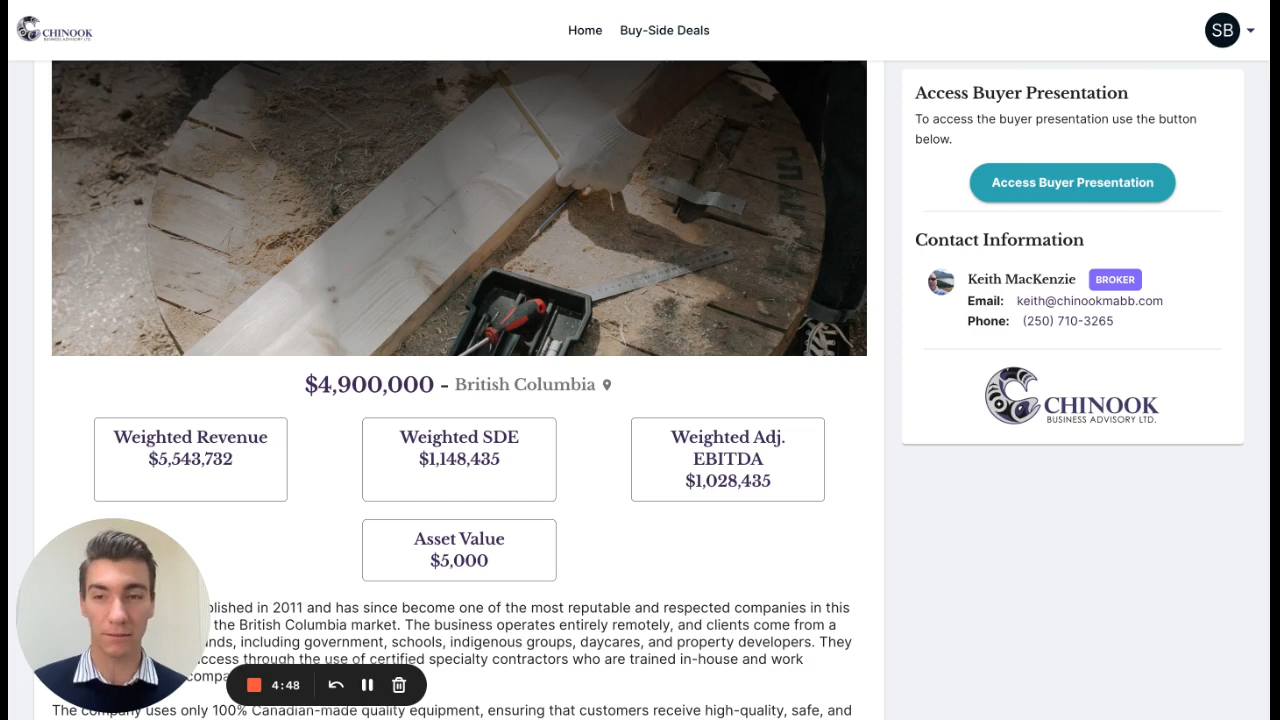 CHINOOK
BUSINESS ADVISORY LTD.
Home Buy-Side Deals
SB
Access Buyer Presentation
To access the buyer presentation use the button
below.
Access Buyer Presentation
Contact Information
Keith MacKenzie BROKER
Email: keith@chinookmabb.com
Phone: (250) 710-3265
CHINOOK
BUSINESS ADVISORY LTD.
$4,900,000 - British Columbia
Weighted Revenue
$5,543,732
Weighted SDE
$1,148,435
Weighted Adj.
EBITDA
$1,028,435
Asset Value
$5,000
blished in 2011 and has since become one of the most reputable and respected companies in this
the British Columbia market. The business operates entirely remotely, and clients come from a
nds, including government, schools, indigenous groups, daycares, and property developers. They
ccess through the use of certified specialty contractors who are trained in-house and work
compa
4:48
The company uses only 100% Canadian-made quality equipment, ensuring that customers receive high-quality, safe, and